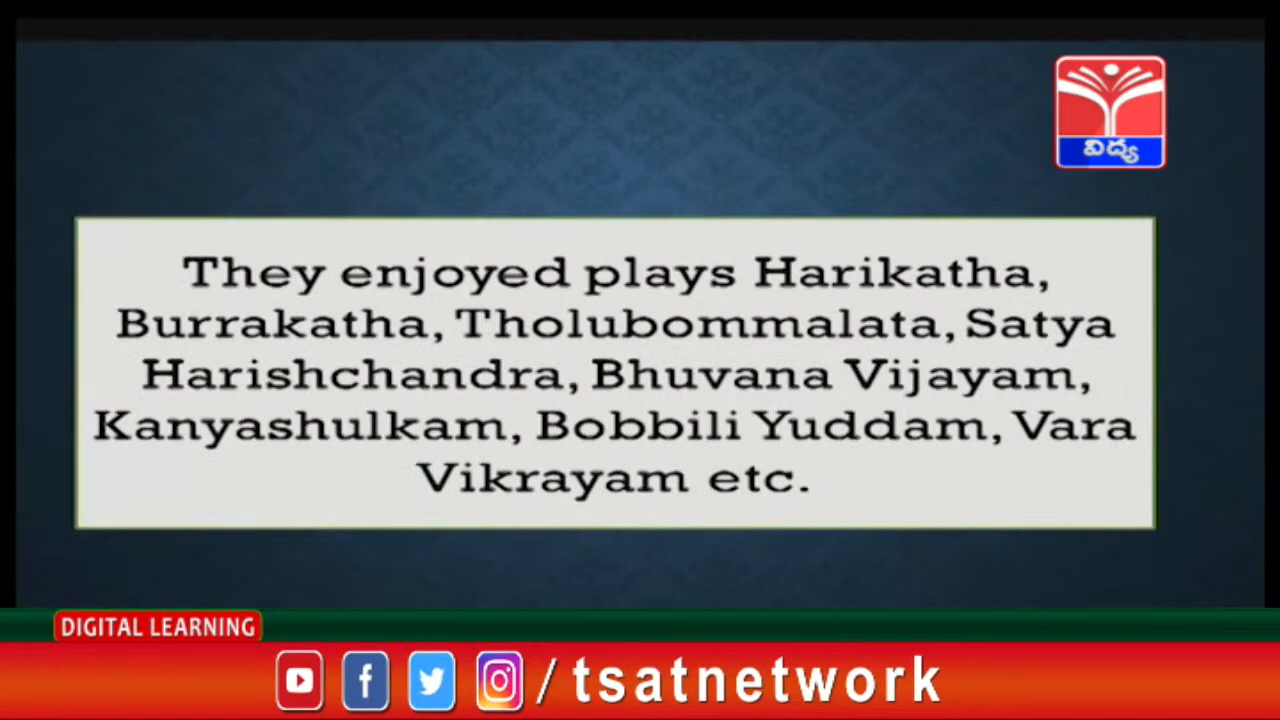 విద్య
They enjoyed plays Harikatha,
Burrakatha, Tholubommalata, Satya
Harishchandra, Bhuvana Vijayam,
Kanyashulkam, Bobbili Yuddam, Vara
Vikrayam etc.
DIGITAL LEARNING
/ tsatnetwork